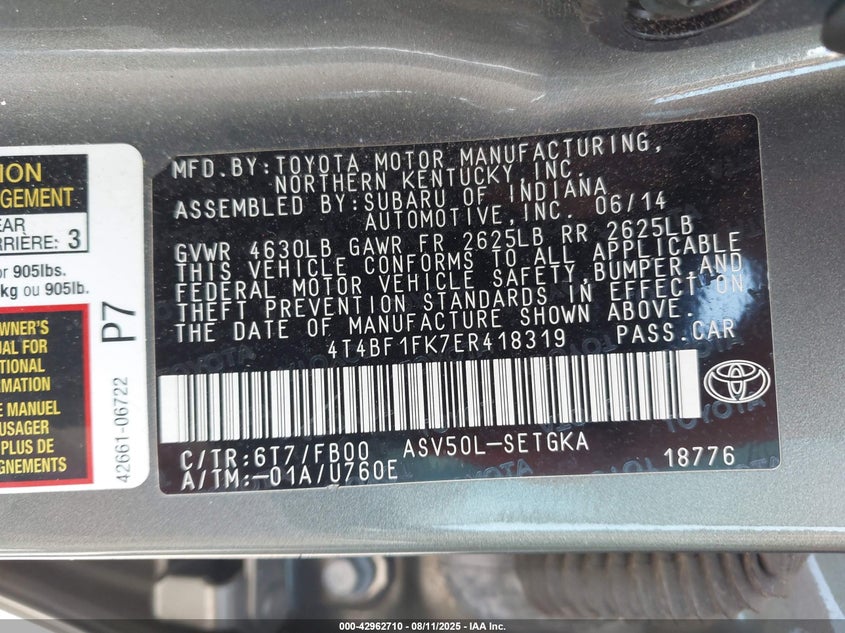 TION
GEMENT
EAR
RRIÈRE: 3
or 905lbs.
kg ou 905lb.
OWNER'S
UAL FOR
ITIONAL
RMATION
E MANUEL
USAGER
PLUS DE
GNEMENTS
P7
42661-06722
MFD.BY:TOYOTA MOTOR MANUFACTURING,
NORTHERN KENTUCKY, INC.
ASSEMBLED BY:SUBARU OF INDIANA
AUTOMOTIVE,INC. 06/14
GVWR 4630LB GAWR FR 2625LB RR 2625LB
THIS VEHICLE CONFORMS TO ALL APPLICABLE
FEDERAL MOTOR VEHICLE SAFETY,BUMPER,AND
THEFT PREVENTION STANDARDS IN EFFECT ON
THE DATE OF MANUFACTURE SHOWN ABOVE.
4T4BF1FK7ER418319 PASS.CAR
C/TR:6T7/FB00 ASV50L-SETGKA
A/TM:-01A/U760E 18776
TOYOTA
000-42962710 - 08/11/2025 - IAA Inc.